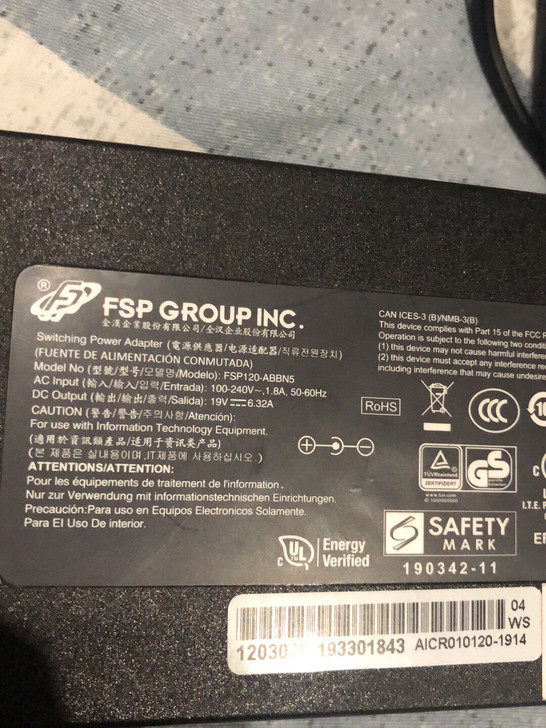 ®
FSP
FSP GROUP INC.
全漢企業股份有限公司/全汉企业股份有限公司
Switching Power Adapter (電源供應器/电源适配器/직류전원장치)
(FUENTE DE ALIMENTACIÓN CONMUTADA)
Model No (型號/型号/모델명/Modelo): FSP120-ABBN5
AC Input (輸入/输入/입력/Entrada): 100-240V~,1.8A, 50-60Hz
DC Output (輸出/输出/출력/Salida): 19V⎓6.32A
CAUTION (警告/警告/주의사항/Atención):
For use with Information Technology Equipment.
(適用於資訊類產品/适用于资讯类产品)
(본 제품은 실내용이며,IT제품에 사용하십시오.)
ATTENTIONS/ATTENTION:
Pour les équipements de traitement de l'information.
Nur zur Verwendung mit informationstechnischen Einrichtungen.
Precaución:Para uso en Equipos Electronicos Solamente.
Para El Uso De interior.
CAN ICES-3 (B)/NMB-3(B)
This device complies with Part 15 of the FCC
Operation is subject to the following two
(1) this device may not cause harmful
(2) this device must accept any interference
including interference that may cause
RoHS
CCC
10
TÜVRheinland
ZERTIFIZIERT
GS
www.tuv.com
I.T.E.
c UL Energy
Verified
S SAFETY
MARK
190342-11
04
WS
193301843 AICR010120-1914